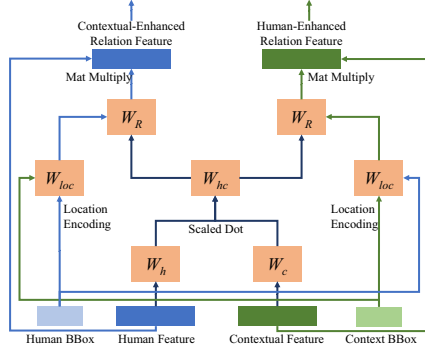 Contextual-Enhanced
Relation Feature
Human-Enhanced
Relation Feature
Mat Multiply
Mat Multiply
W_R
W_R
W_loc
W_hc
W_loc
Location
Encoding
Location
Encoding
Scaled Dot
W_h
W_c
Human BBox
Human Feature
Contextual Feature
Context BBox